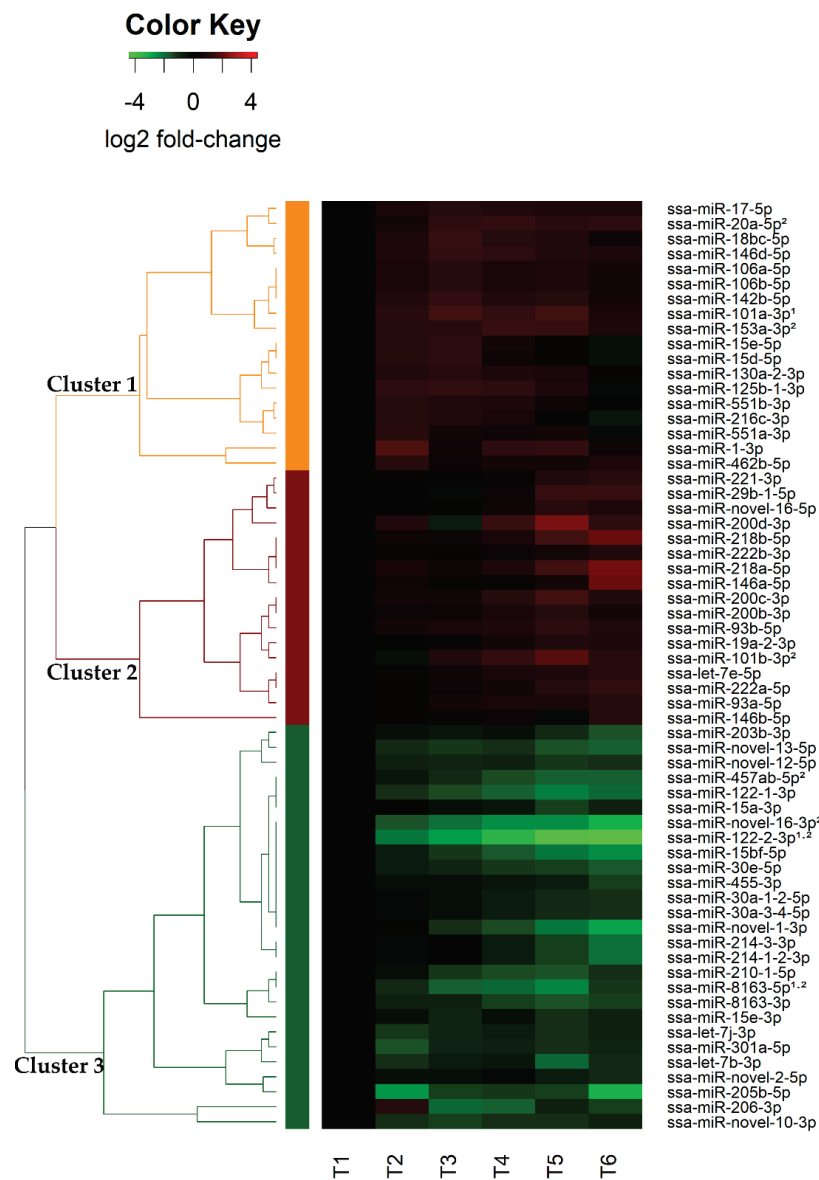 Color Key
-4 0 4
log2 fold-change
ssa-miR-17-5p
ssa-miR-20a-5p²
ssa-miR-18bc-5p
ssa-miR-146d-5p
ssa-miR-106a-5p
ssa-miR-106b-5p
ssa-miR-142b-5p
ssa-miR-101a-3p¹
ssa-miR-153a-3p²
ssa-miR-15e-5p
ssa-miR-15d-5p
ssa-miR-130a-2-3p
Cluster 1
ssa-miR-125b-1-3p
ssa-miR-551b-3p
ssa-miR-216c-3p
ssa-miR-551a-3p
ssa-miR-1-3p
ssa-miR-462b-5p
ssa-miR-221-3p
ssa-miR-29b-1-5p
ssa-miR-novel-16-5p
ssa-miR-200d-3p
ssa-miR-218b-5p
ssa-miR-222b-3p
ssa-miR-218a-5p
ssa-miR-146a-5p
ssa-miR-200c-3p
ssa-miR-200b-3p
ssa-miR-93b-5p
ssa-miR-19a-2-3p
ssa-miR-101b-3p²
Cluster 2
ssa-let-7e-5p
ssa-miR-222a-5p
ssa-miR-93a-5p
ssa-miR-146b-5p
ssa-miR-203b-3p
ssa-miR-novel-13-5p
ssa-miR-novel-12-5p
ssa-miR-457ab-5p²
ssa-miR-122-1-3p
ssa-miR-15a-3p
ssa-miR-novel-16-3p²
ssa-miR-122-2-3p¹·²
ssa-miR-15bf-5p
ssa-miR-30e-5p
ssa-miR-455-3p
ssa-miR-30a-1-2-5p
ssa-miR-30a-3-4-5p
ssa-miR-novel-1-3p
ssa-miR-214-3-3p
ssa-miR-214-1-2-3p
ssa-miR-210-1-5p
ssa-miR-8163-5p¹·²
ssa-miR-8163-3p
ssa-miR-15e-3p
ssa-let-7j-3p
ssa-miR-301a-5p
Cluster 3
ssa-let-7b-3p
ssa-miR-novel-2-5p
ssa-miR-205b-5p
ssa-miR-206-3p
ssa-miR-novel-10-3p
T1 T2 T3 T4 T5 T6